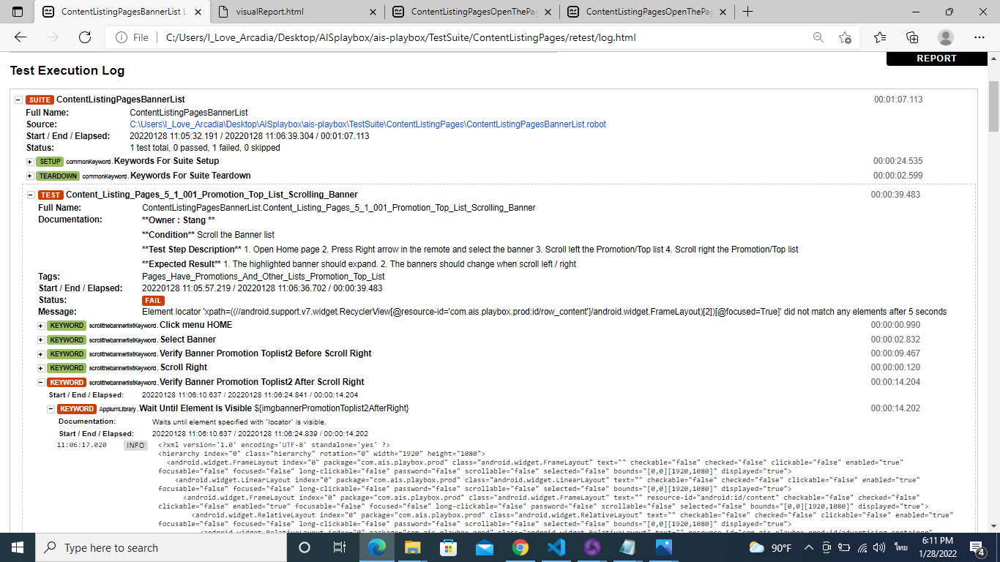 ContentListingPagesBannerList L
visualReport.html
ContentListingPagesOpenThePag
ContentListingPagesOpenThePag
File
C:/Users/I_Love_Arcadia/Desktop/AISplaybox/ais-playbox/TestSuite/ContentListingPages/retest/log.html
REPORT
Test Execution Log
SUITE ContentListingPagesBannerList 00:01:07.113
Full Name: ContentListingPagesBannerList
Source: C:\Users\I_Love_Arcadia\Desktop\AISplaybox\ais-playbox\TestSuite\ContentListingPages\ContentListingPagesBannerList.robot
Start / End / Elapsed: 20220128 11:05:32.191 / 20220128 11:06:39.304 / 00:01:07.113
Status: 1 test total, 0 passed, 1 failed, 0 skipped
SETUP commonKeyword. Keywords For Suite Setup 00:00:24.535
TEARDOWN commonKeyword. Keywords For Suite Teardown 00:00:02.599
TEST Content_Listing_Pages_5_1_001_Promotion_Top_List_Scrolling_Banner 00:00:39.483
Full Name: ContentListingPagesBannerList.Content_Listing_Pages_5_1_001_Promotion_Top_List_Scrolling_Banner
Documentation: **Owner : Stang **
**Condition** Scroll the Banner list
**Test Step Description** 1. Open Home page 2. Press Right arrow in the remote and select the banner 3. Scroll left the Promotion/Top list 4. Scroll right the Promotion/Top list
**Expected Result** 1. The highlighted banner should expand. 2. The banners should change when scroll left / right
Tags: Pages_Have_Promotions_And_Other_Lists_Promotion_Top_List
Start / End / Elapsed: 20220128 11:05:57.219 / 20220128 11:06:36.702 / 00:00:39.483
Status: FAIL
Message: Element locator 'xpath=((//android.support.v7.widget.RecyclerView[@resource-id='com.ais.playbox.prod:id/row_content']/android.widget.FrameLayout)[2])[@focused=True]' did not match any elements after 5 seconds
KEYWORD scrollthebannerlistKeyword. Click menu HOME 00:00:00.990
KEYWORD scrollthebannerlistKeyword. Select Banner 00:00:02.832
KEYWORD scrollthebannerlistKeyword. Verify Banner Promotion Toplist2 Before Scroll Right 00:00:09.467
KEYWORD scrollthebannerlistKeyword. Scroll Right 00:00:00.120
KEYWORD scrollthebannerlistKeyword. Verify Banner Promotion Toplist2 After Scroll Right 00:00:14.204
Start / End / Elapsed: 20220128 11:06:10.637 / 20220128 11:06:24.841 / 00:00:14.204
KEYWORD AppiumLibrary. Wait Until Element Is Visible ${imgbannerPromotionToplist2AfterRight} 00:00:14.202
Documentation: Waits until element specified with `locator` is visible.
Start / End / Elapsed: 20220128 11:06:10.637 / 20220128 11:06:24.839 / 00:00:14.202
11:06:17.020 INFO <?xml version='1.0' encoding='UTF-8' standalone='yes' ?>
<hierarchy index="0" class="hierarchy" rotation="0" width="1920" height="1080">
<android.widget.FrameLayout index="0" package="com.ais.playbox.prod" class="android.widget.FrameLayout" text="" checkable="false" checked="false" clickable="false" enabled="true"
focusable="false" focused="false" long-clickable="false" password="false" scrollable="false" selected="false" bounds="[0,0][1920,1080]" displayed="true">
<android.widget.LinearLayout index="0" package="com.ais.playbox.prod" class="android.widget.LinearLayout" text="" checkable="false" checked="false" clickable="false" enabled="true"
focusable="false" focused="false" long-clickable="false" password="false" scrollable="false" selected="false" bounds="[0,0][1920,1080]" displayed="true">
<android.widget.FrameLayout index="0" package="com.ais.playbox.prod" class="android.widget.FrameLayout" text="" resource-id="android:id/content" checkable="false" checked="false"
clickable="false" enabled="true" focusable="false" focused="false" long-clickable="false" password="false" scrollable="false" selected="false" bounds="[0,0][1920,1080]" displayed="true">
<android.widget.RelativeLayout index="0" package="com.ais.playbox.prod" class="android.widget.RelativeLayout" text="" checkable="false" checked="false" clickable="false" enabled="true"
focusable="false" focused="false" long-clickable="false" password="false" scrollable="false" selected="false" bounds="[0,0][1920,1080]" displayed="true">
<android.widget.RelativeLayout index="0" package="com.ais.playbox.prod" class="android.widget.RelativeLayout" text="" resource-id="com.ais.playbox.prod:id/advertising_container"
Type here to search
90°F
ไทย
6:11 PM
1/28/2022
4